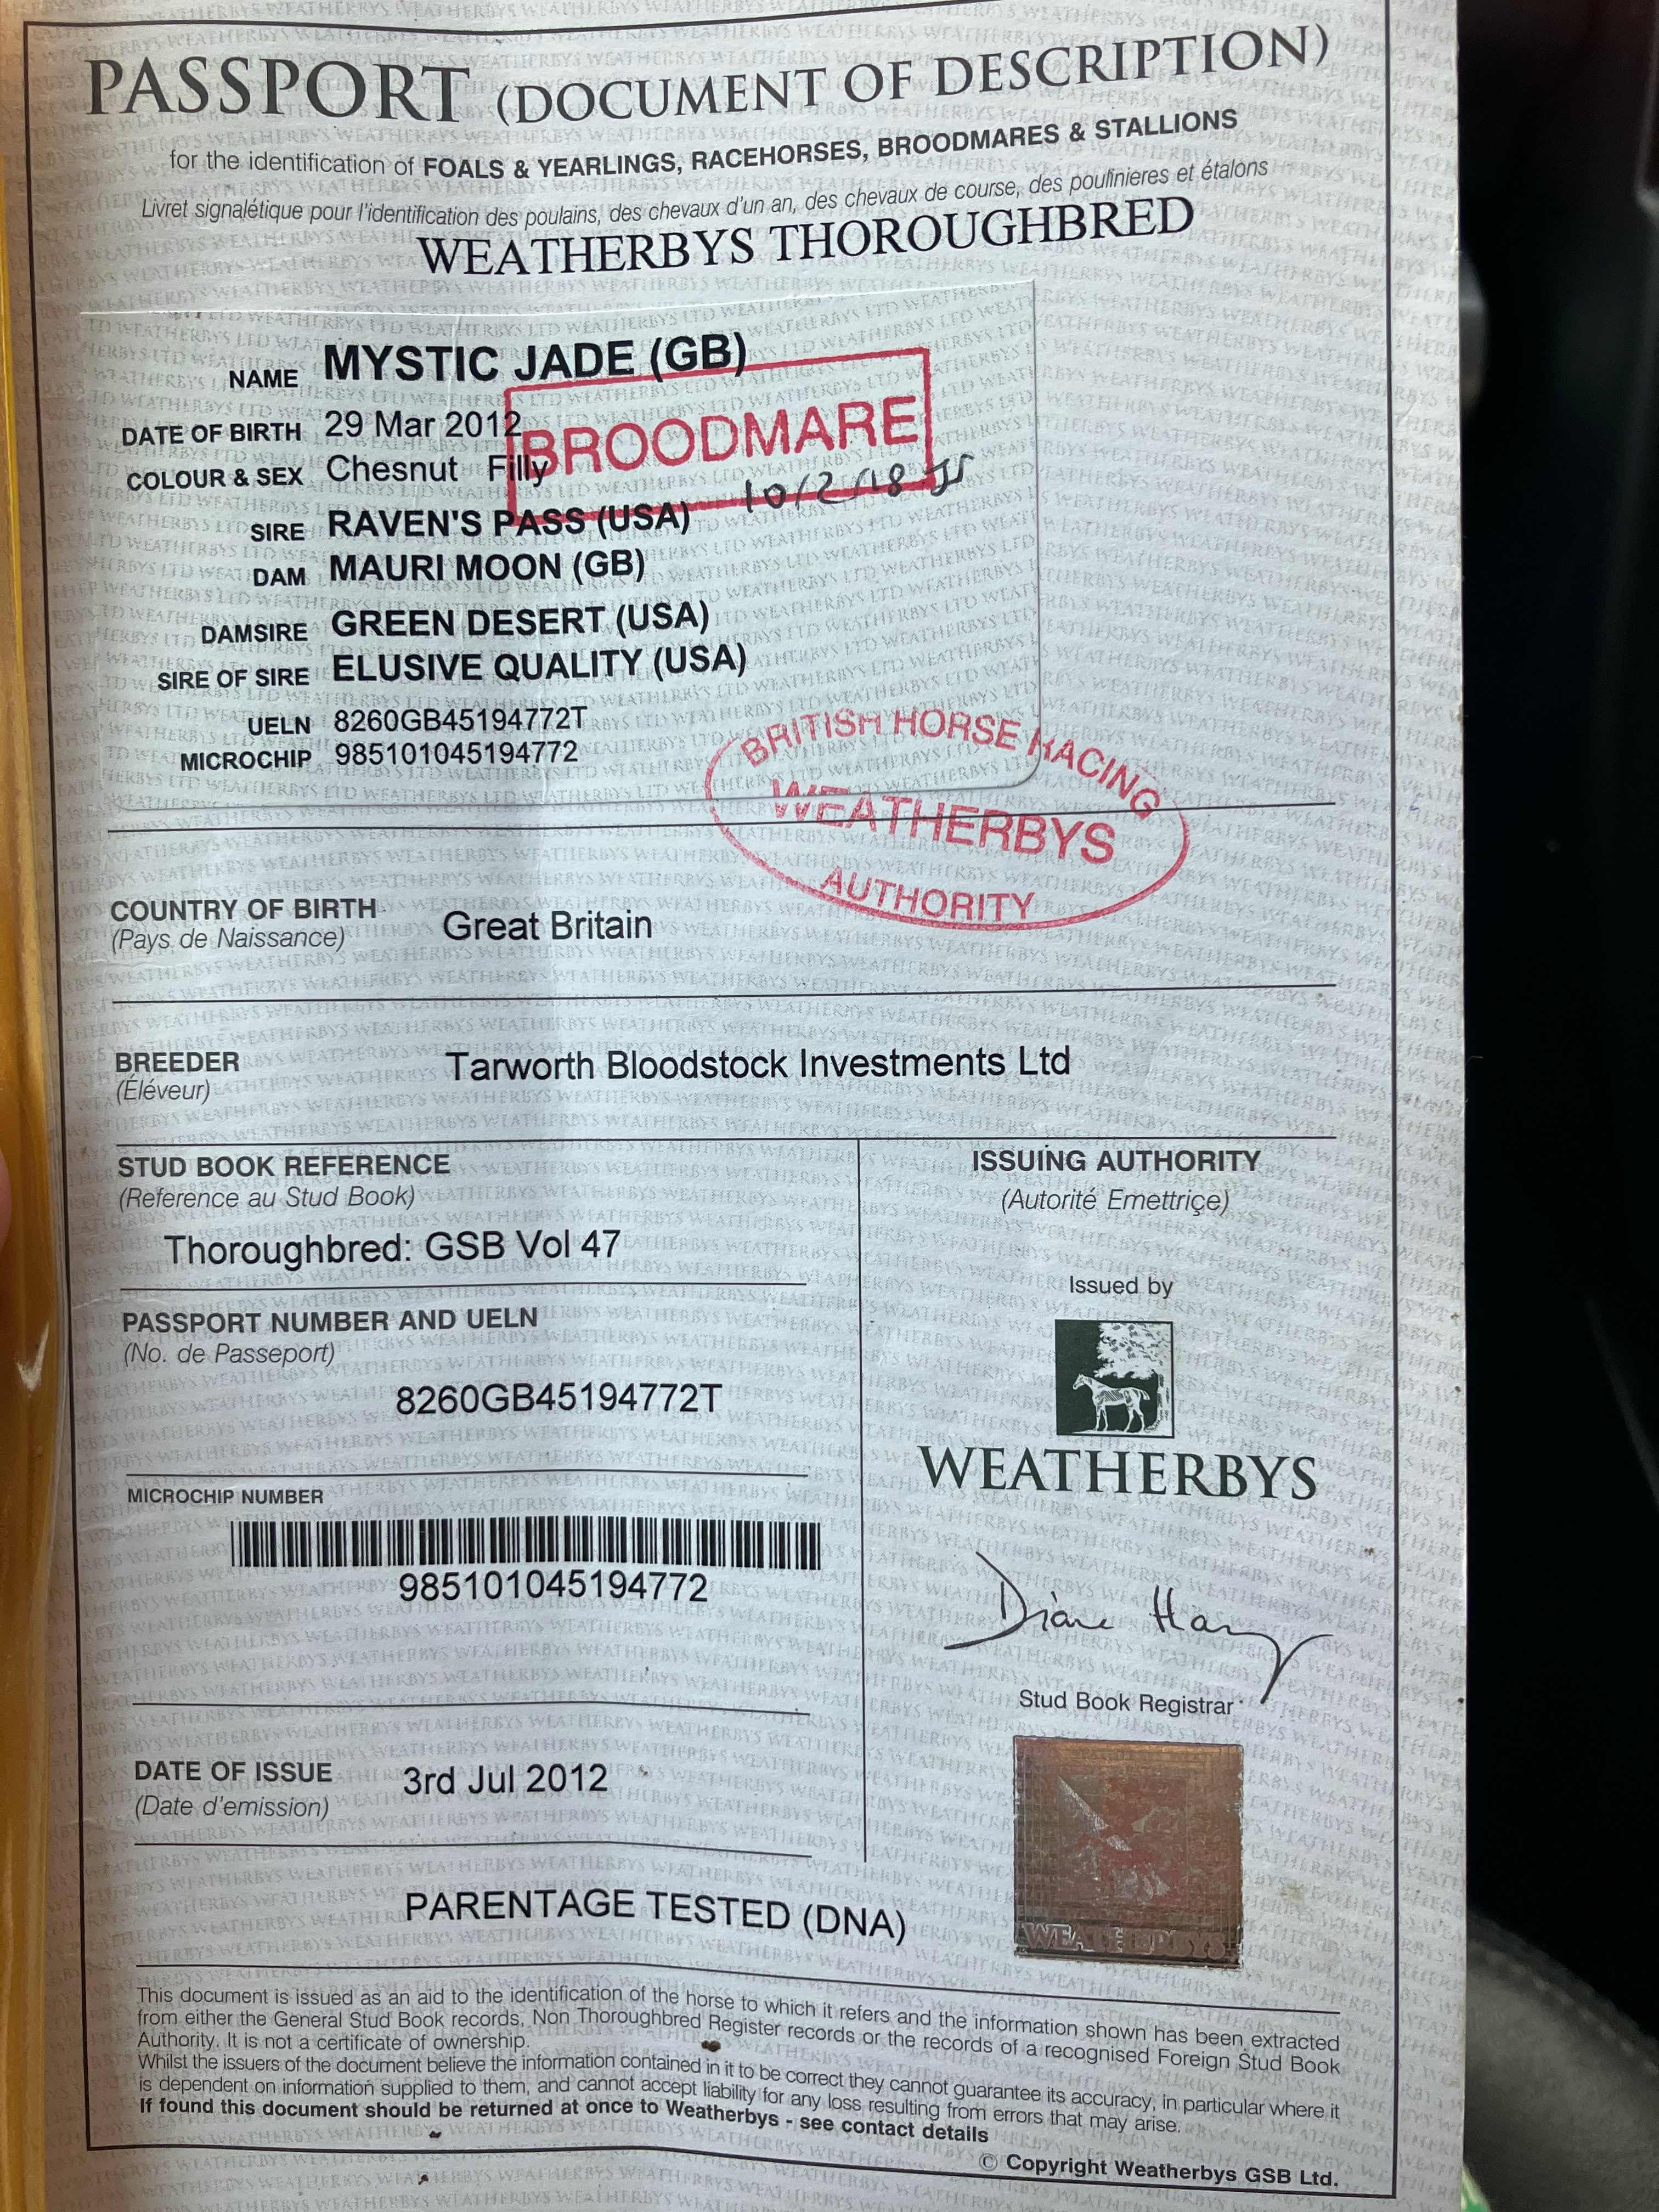 PASSPORT (DOCUMENT OF DESCRIPTION)
for the identification of FOALS & YEARLINGS, RACEHORSES, BROODMARES & STALLIONS
Livret signalétique pour l'identification des poulains, des chevaux d'un an, des chevaux de course, des poulinieres et étalons
WEATHERBYS THOROUGHBRED
NAME MYSTIC JADE (GB)
DATE OF BIRTH 29 Mar 2012
COLOUR & SEX Chesnut Filly
BROODMARE
10/2/18 JS
SIRE RAVEN'S PASS (USA)
DAM MAURI MOON (GB)
DAMSIRE GREEN DESERT (USA)
SIRE OF SIRE ELUSIVE QUALITY (USA)
UELN 8260GB45194772T
MICROCHIP 985101045194772
BRITISH HORSE RACING
WEATHERBYS
AUTHORITY
COUNTRY OF BIRTH Great Britain
(Pays de Naissance)
BREEDER Tarworth Bloodstock Investments Ltd
(Éléveur)
STUD BOOK REFERENCE
(Reference au Stud Book)
Thoroughbred: GSB Vol 47
PASSPORT NUMBER AND UELN
(No. de Passeport)
8260GB45194772T
MICROCHIP NUMBER
985101045194772
DATE OF ISSUE 3rd Jul 2012
(Date d'emission)
PARENTAGE TESTED (DNA)
ISSUING AUTHORITY
(Autorité Emettriçe)
Issued by
WEATHERBYS
Diane Han
Stud Book Registrar
WEATHERBYS
This document is issued as an aid to the identification of the horse to which it refers and the information shown has been extracted
from either the General Stud Book records, Non Thoroughbred Register records or the records of a recognised Foreign Stud Book
Authority. It is not a certificate of ownership.
Whilst the issuers of the document believe the information contained in it to be correct they cannot guarantee its accuracy, in particular where it
is dependent on information supplied to them, and cannot accept liability for any loss resulting from errors that may arise.
If found this document should be returned at once to Weatherbys - see contact details
© Copyright Weatherbys GSB Ltd.